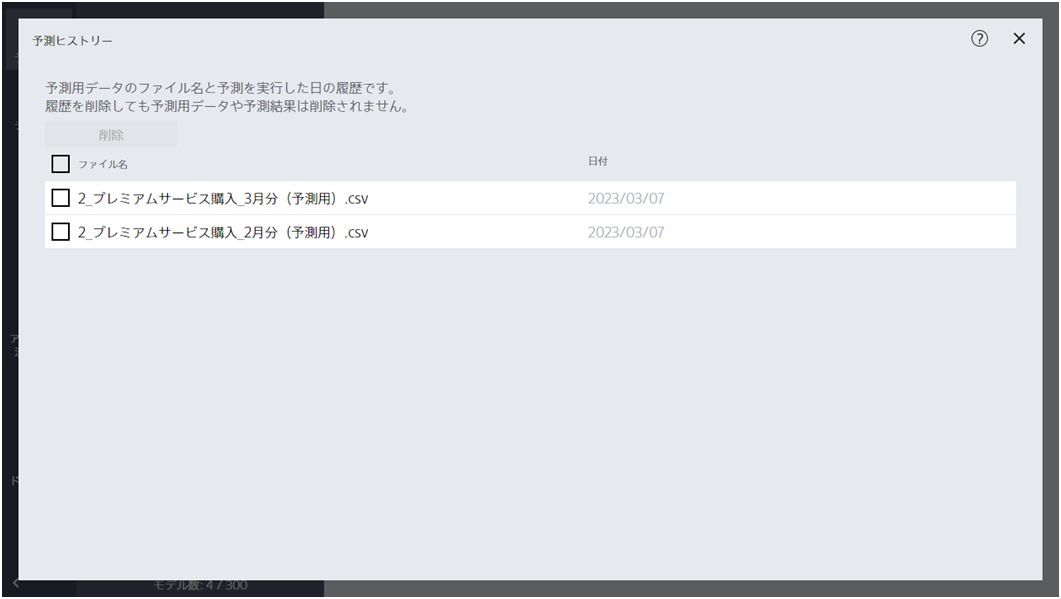 予測ヒストリー
予測用データのファイル名と予測を実行した日の履歴です。
履歴を削除しても予測用データや予測結果は削除されません。
削除
ファイル名 日付
2_プレミアムサービス購入_3月分（予測用）.csv 2023/03/07
2_プレミアムサービス購入_2月分（予測用）.csv 2023/03/07
モデル数: 4 / 300